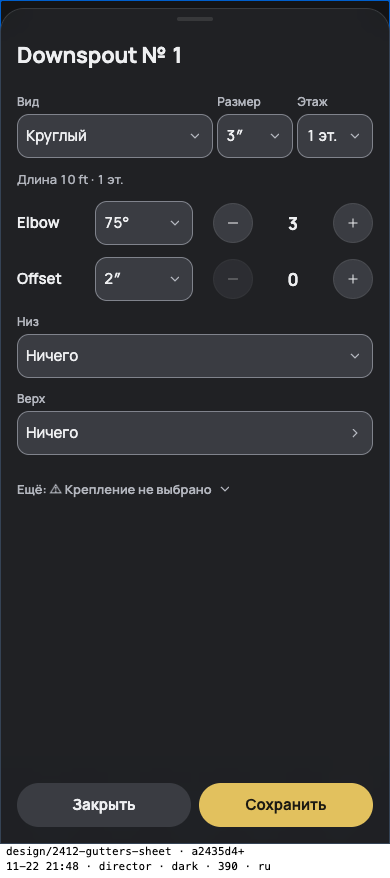 Downspout № 1
Вид Размер Этаж
Круглый 3″ 1 эт.
Длина 10 ft · 1 эт.
Elbow 75° − 3 +
Offset 2″ − 0 +
Низ
Ничего
Верх
Ничего
Ещё: ⚠ Крепление не выбрано
Закрыть Сохранить
design/2412-gutters-sheet · a2435d4+
11-22 21:48 · director · dark · 390 · ru